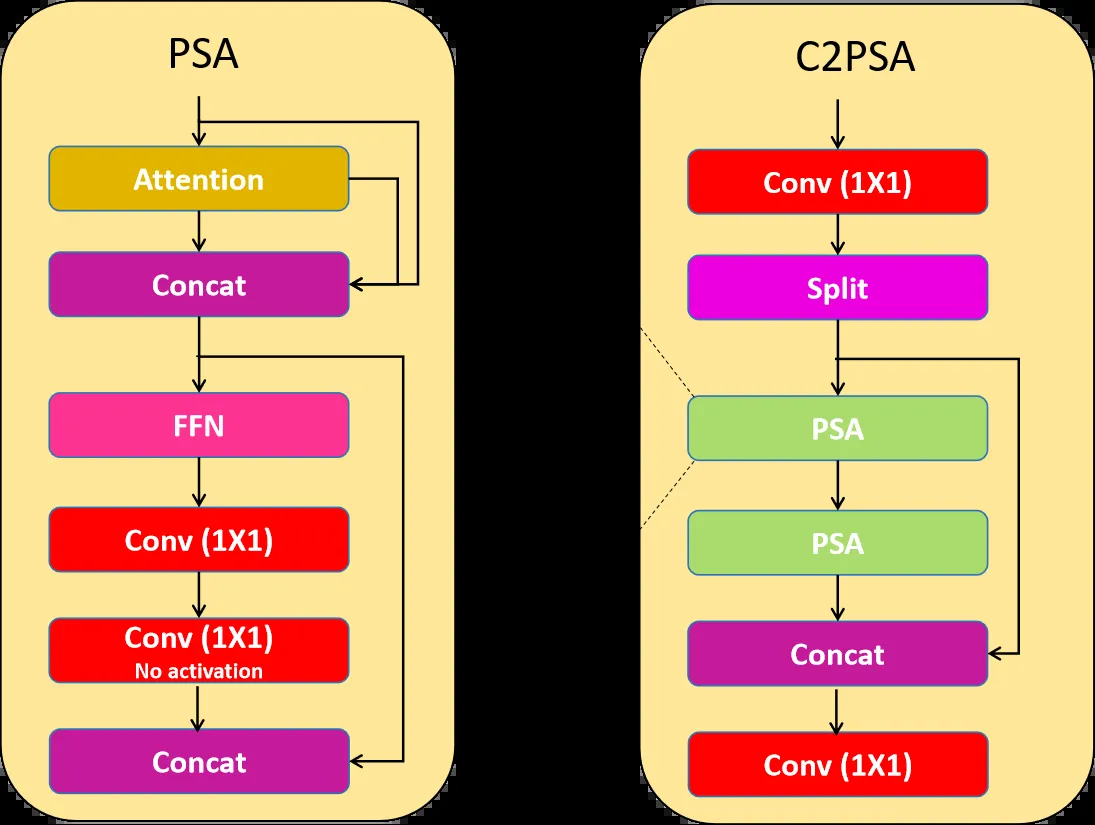 PSA
Attention
Concat
FFN
Conv (1X1)
Conv (1X1)
No activation
Concat
C2PSA
Conv (1X1)
Split
PSA
PSA
Concat
Conv (1X1)